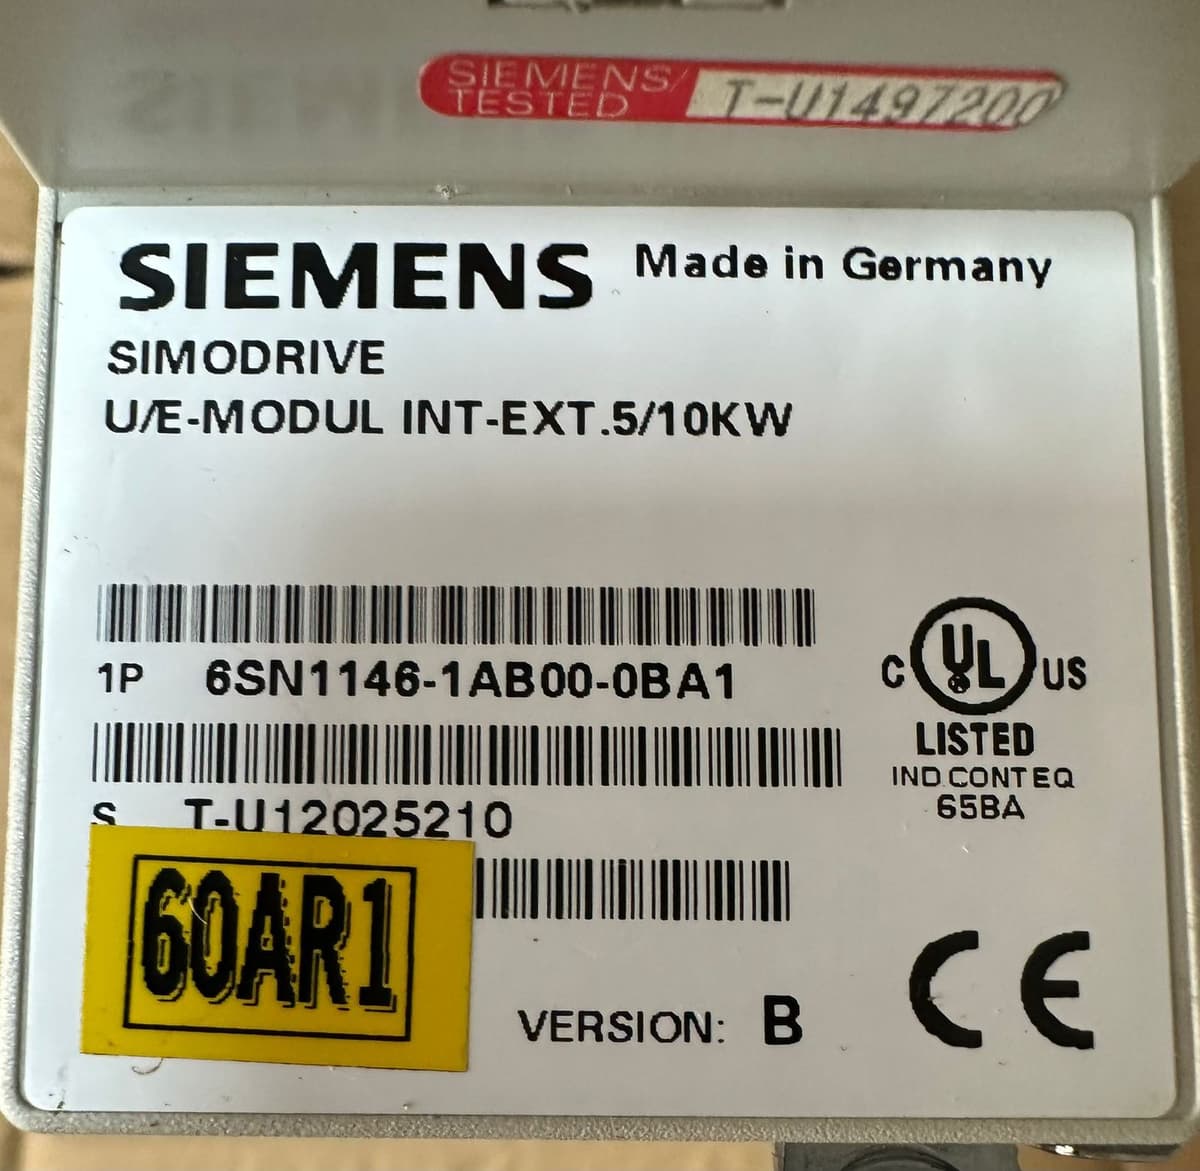 SIEMENS/ T-U1497200
TESTED
SIEMENS Made in Germany
SIMODRIVE
U/E-MODUL INT-EXT.5/10KW
1P 6SN1146-1AB00-0BA1
C UL US
LISTED
IND.CONT EQ
65BA
S T-U12025210
60AR1
VERSION: B
CE